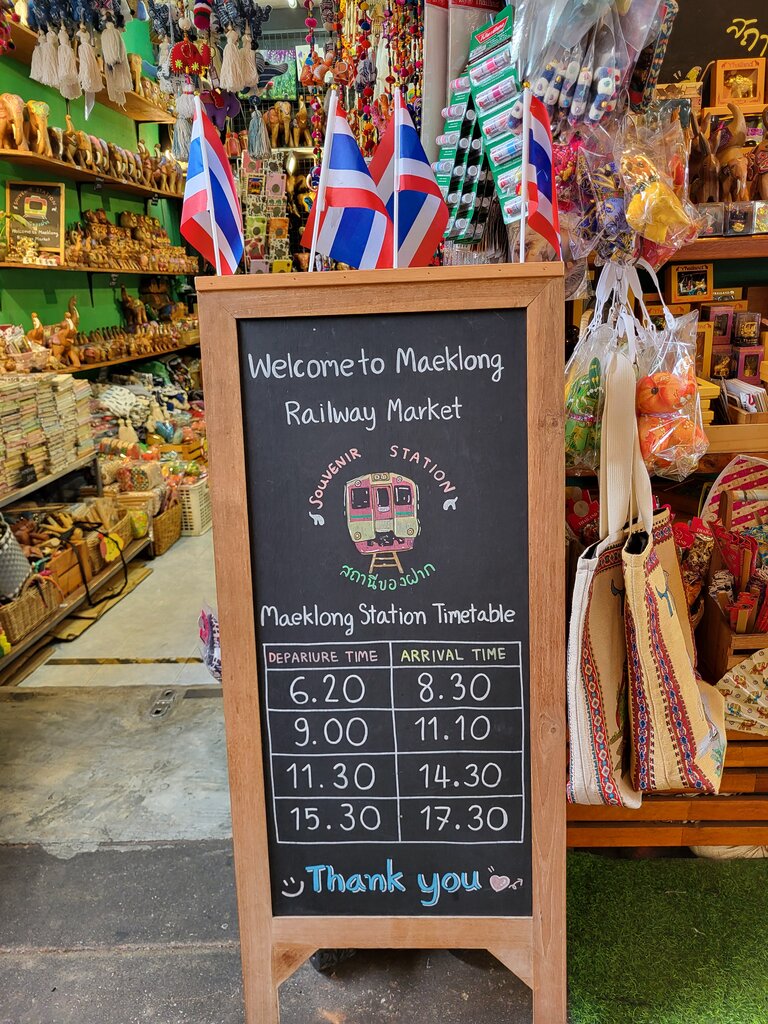 Welcome to Maeklong
Railway Market
SOUVENIR STATION
สถานีของฝาก
Maeklong Station Timetable
DEPARIURE TIME ARRIVAL TIME
6.20 8.30
9.00 11.10
11.30 14.30
15.30 17.30
Thank you